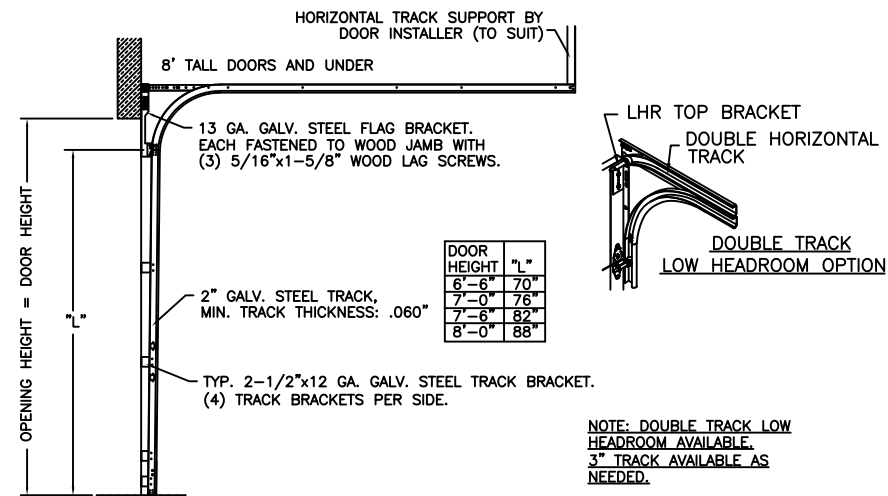 HORIZONTAL TRACK SUPPORT BY
DOOR INSTALLER (TO SUIT)
8' TALL DOORS AND UNDER
13 GA. GALV. STEEL FLAG BRACKET.
EACH FASTENED TO WOOD JAMB WITH
(3) 5/16"x1-5/8" WOOD LAG SCREWS.
LHR TOP BRACKET
DOUBLE HORIZONTAL
TRACK
DOUBLE TRACK
LOW HEADROOM OPTION
OPENING HEIGHT = DOOR HEIGHT
"L"
DOOR
HEIGHT "L"
6'-6" 70"
7'-0" 76"
7'-6" 82"
8'-0" 88"
2" GALV. STEEL TRACK,
MIN. TRACK THICKNESS: .060"
TYP. 2-1/2"x12 GA. GALV. STEEL TRACK BRACKET.
(4) TRACK BRACKETS PER SIDE.
NOTE: DOUBLE TRACK LOW
HEADROOM AVAILABLE.
3" TRACK AVAILABLE AS
NEEDED.